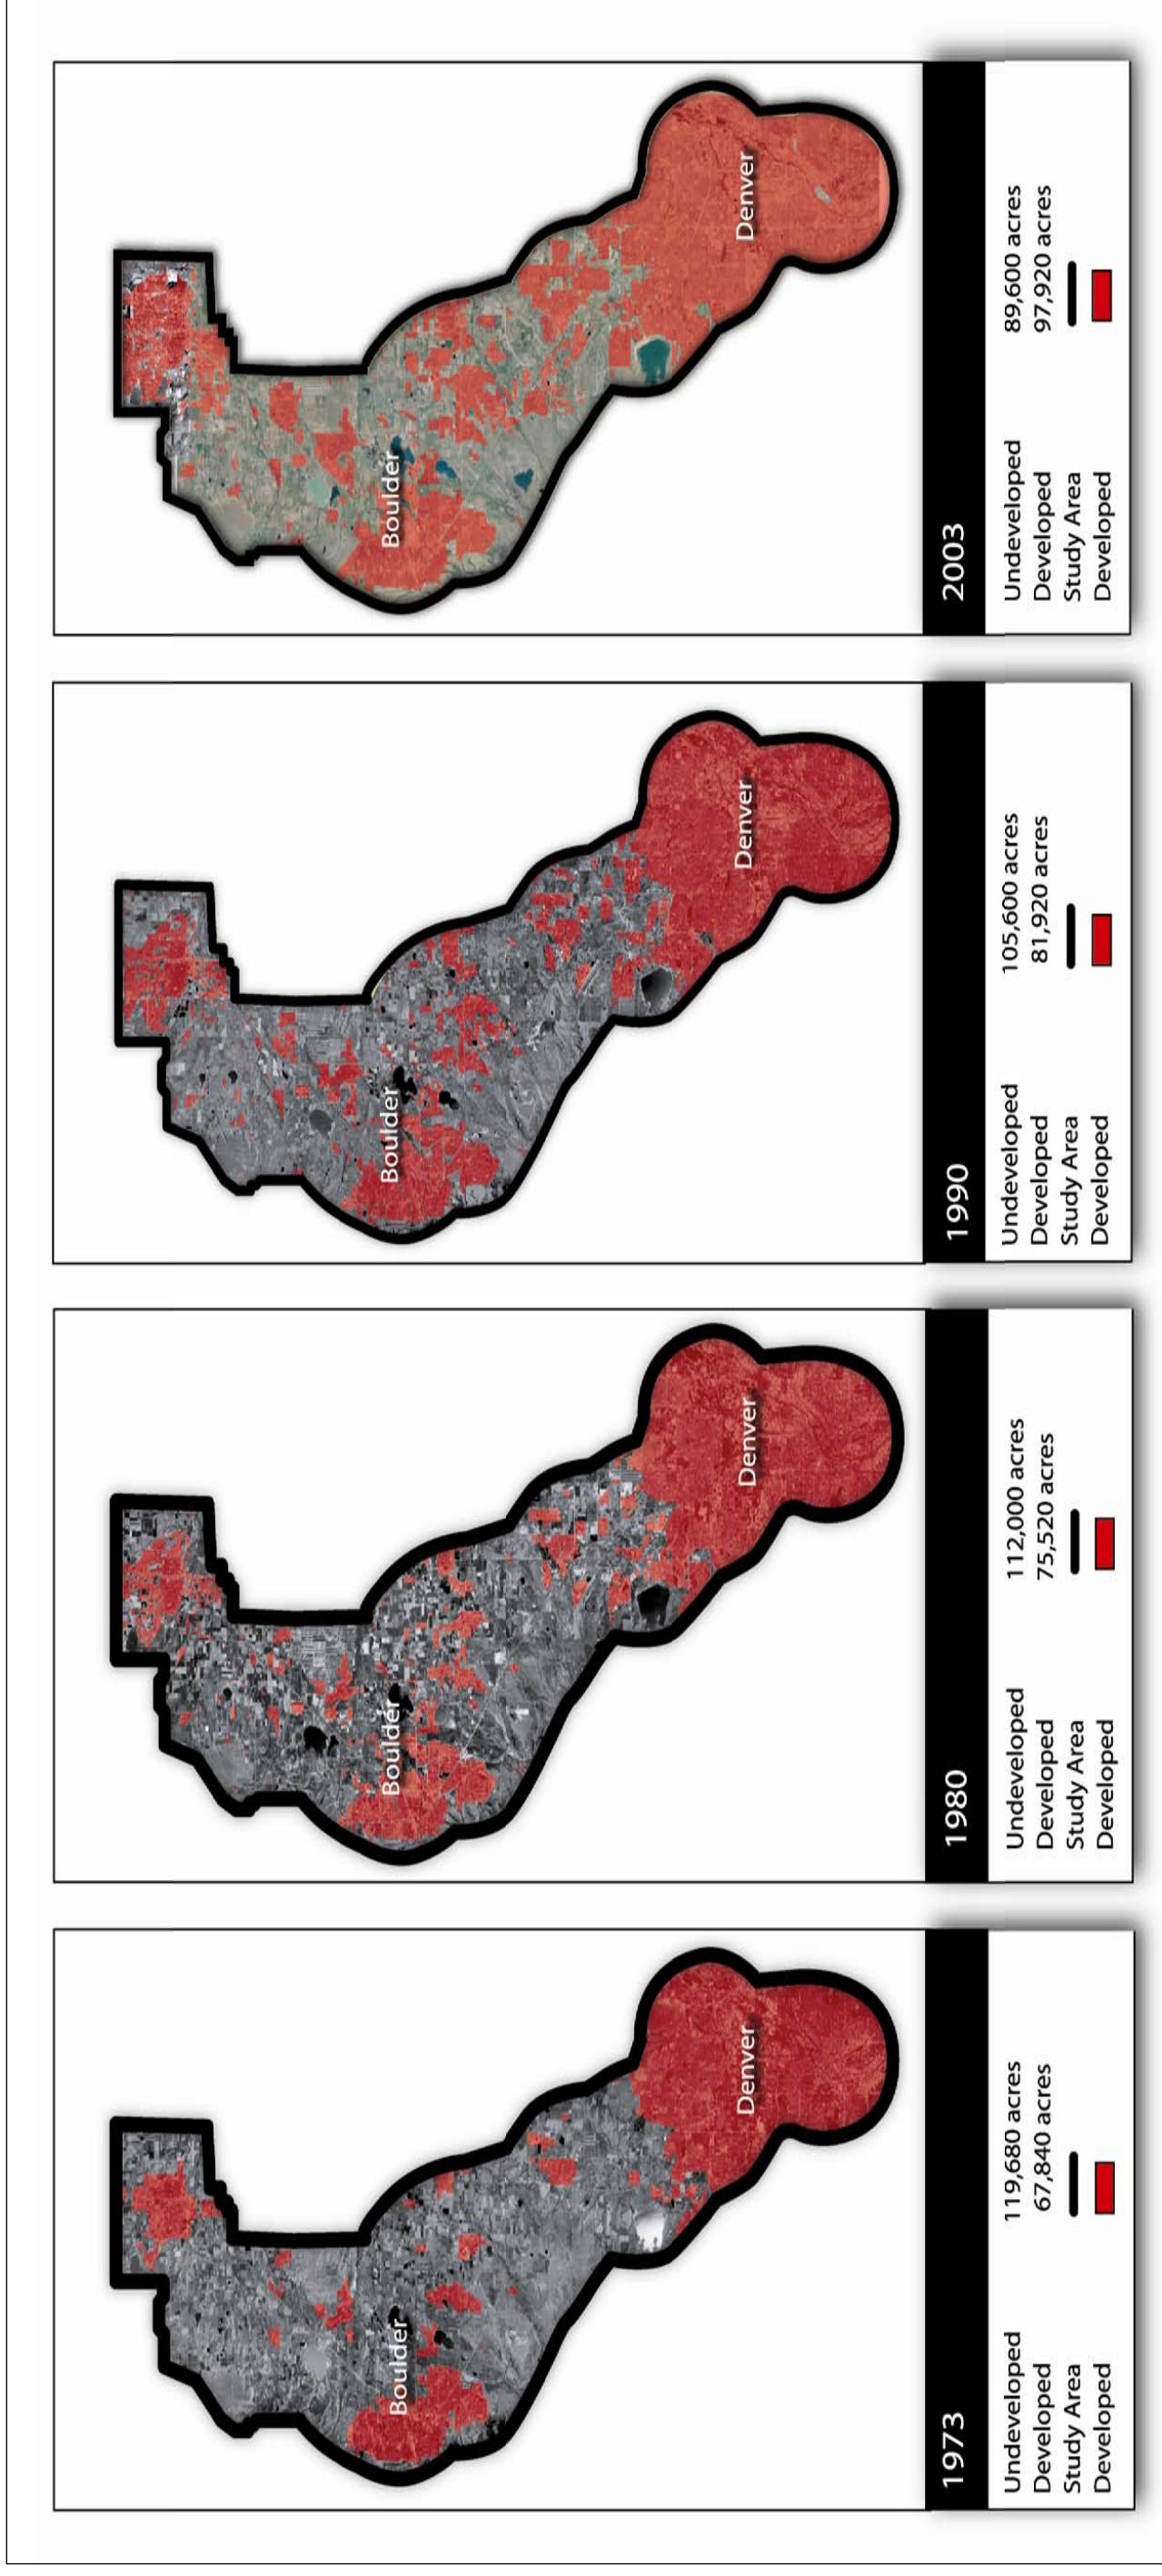 Boulder
Denver
1973
Undeveloped 119,680 acres
Developed 67,840 acres
Study Area
Developed
Boulder
Denver
1980
Undeveloped 112,000 acres
Developed 75,520 acres
Study Area
Developed
Boulder
Denver
1990
Undeveloped 105,600 acres
Developed 81,920 acres
Study Area
Developed
Boulder
Denver
2003
Undeveloped 89,600 acres
Developed 97,920 acres
Study Area
Developed